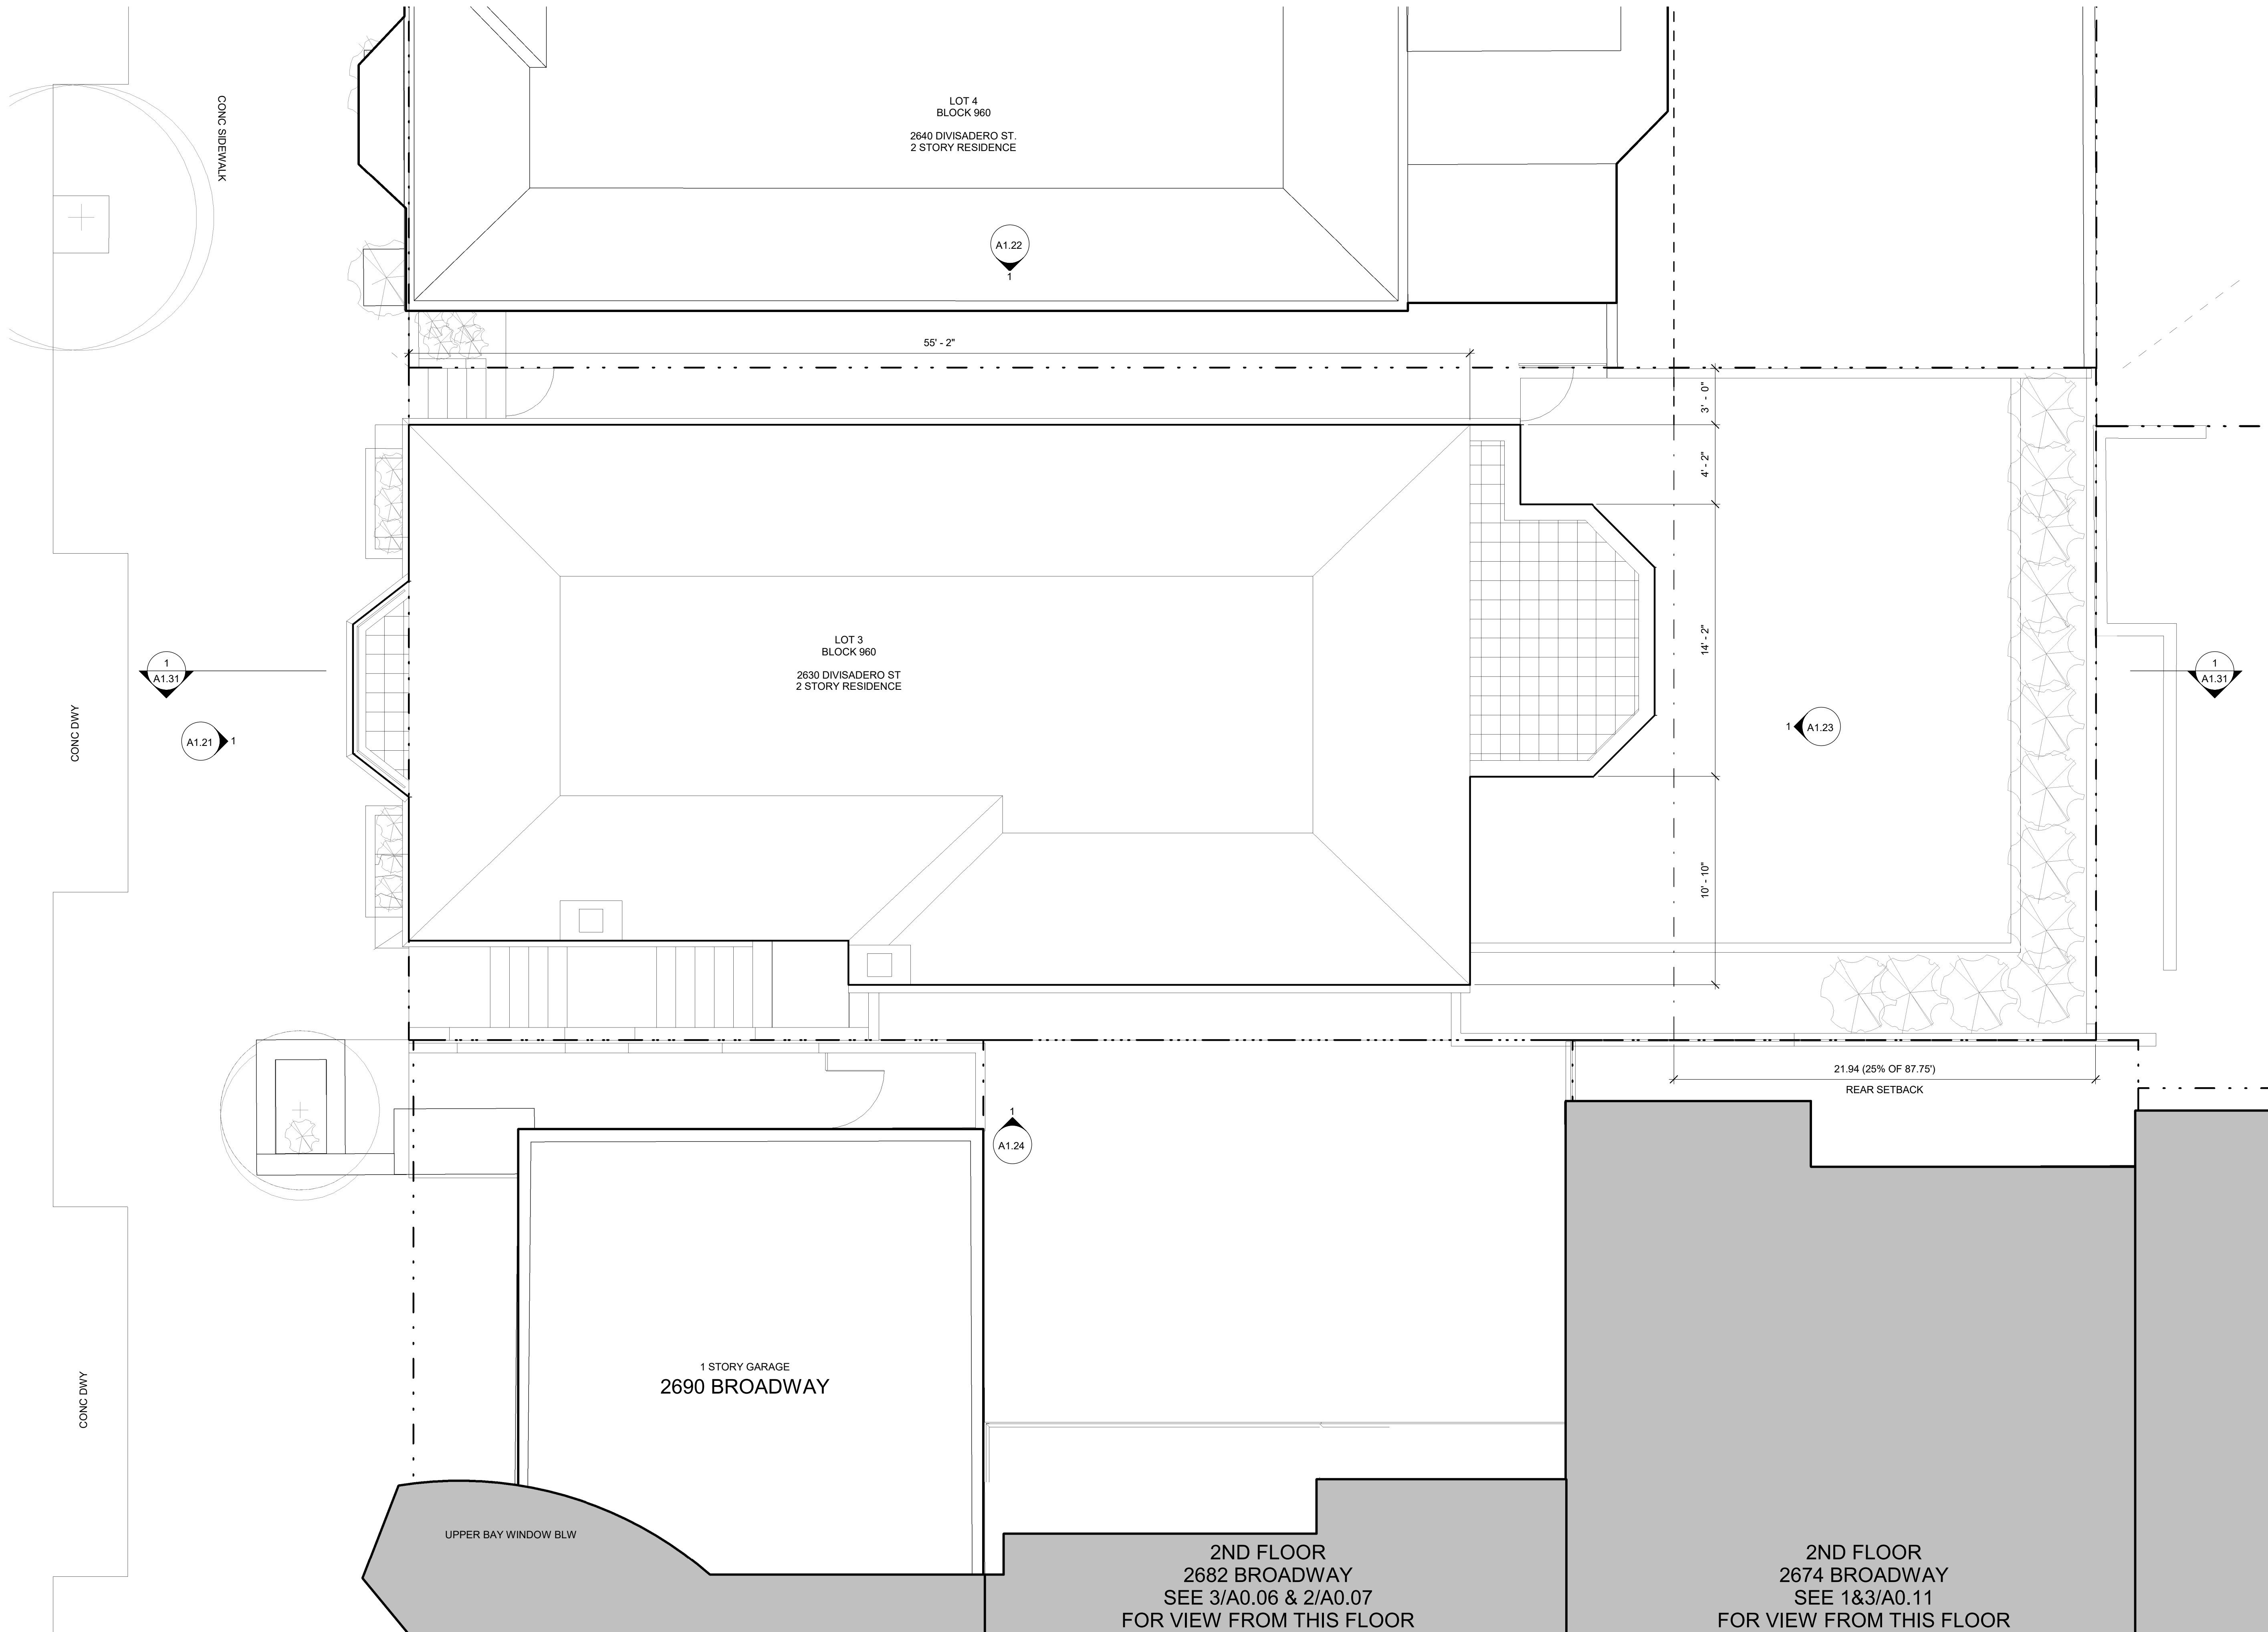 CONC SIDEWALK
LOT 4
BLOCK 960
2640 DIVISADERO ST.
2 STORY RESIDENCE
A1.22
1
55' - 2"
3' - 0"
4' - 2"
14' - 2"
10' - 10"
LOT 3
BLOCK 960
2630 DIVISADERO ST
2 STORY RESIDENCE
1
A1.31
A1.21
1
CONC DWY
1
A1.23
1
A1.31
21.94 (25% OF 87.75')
REAR SETBACK
1
A1.24
1 STORY GARAGE
2690 BROADWAY
CONC DWY
UPPER BAY WINDOW BLW
2ND FLOOR
2682 BROADWAY
SEE 3/A0.06 & 2/A0.07
FOR VIEW FROM THIS FLOOR
2ND FLOOR
2674 BROADWAY
SEE 1&3/A0.11
FOR VIEW FROM THIS FLOOR